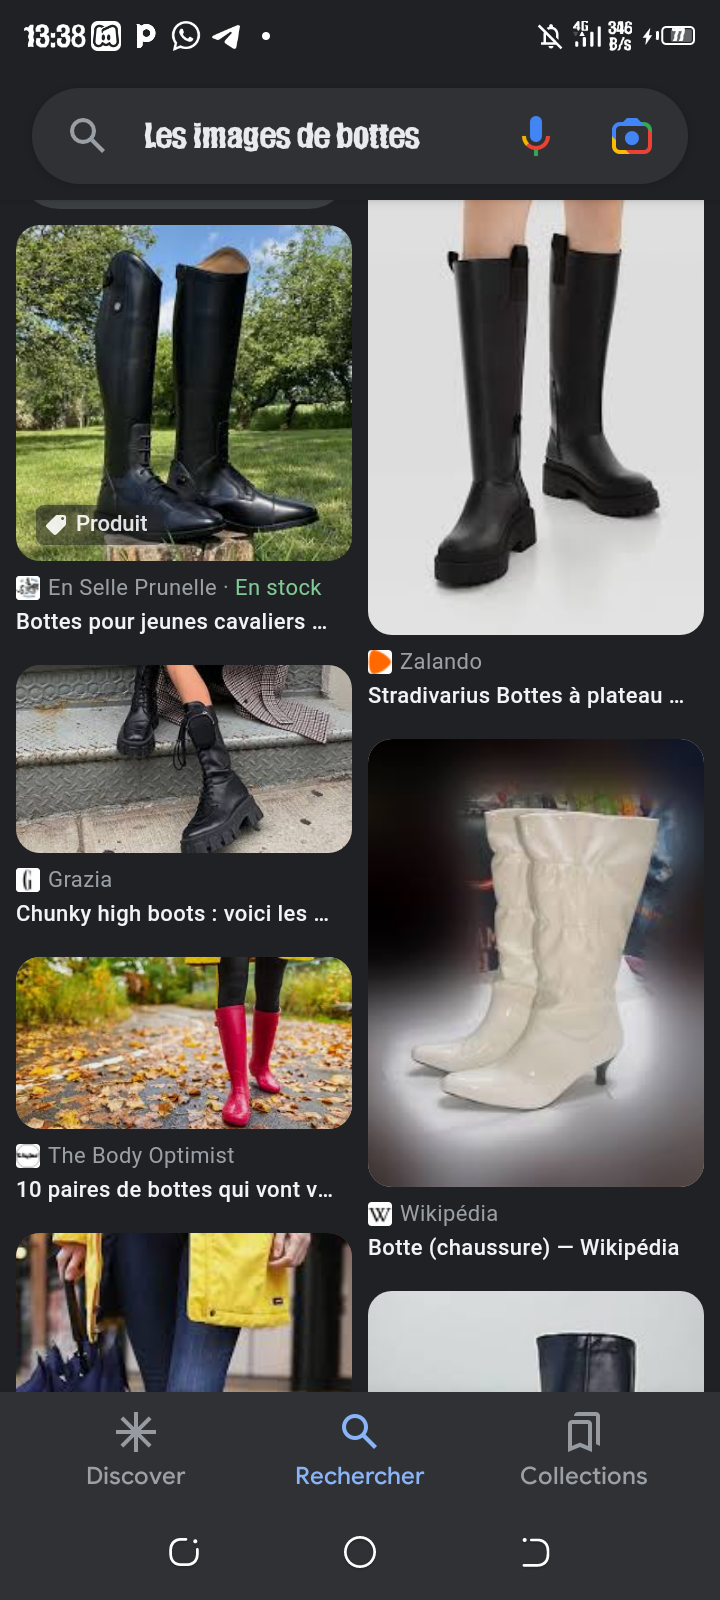 13:38
4G
346
B/s
77
Les images de bottes
Produit
En Selle Prunelle · En stock
Bottes pour jeunes cavaliers ...
Zalando
Stradivarius Bottes à plateau ...
Grazia
Chunky high boots : voici les ...
The Body Optimist
10 paires de bottes qui vont v...
W Wikipédia
Botte (chaussure) — Wikipédia
Discover
Rechercher
Collections